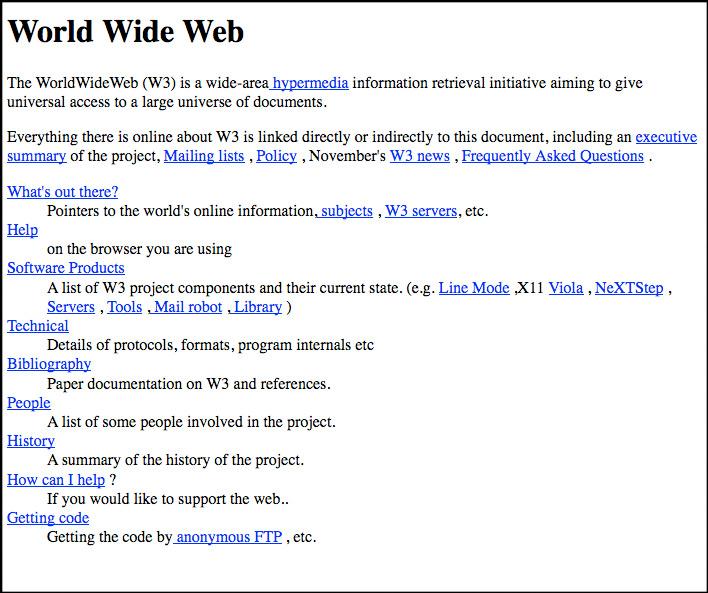 World Wide Web
The WorldWideWeb (W3) is a wide-area hypermedia information retrieval initiative aiming to give
universal access to a large universe of documents.
Everything there is online about W3 is linked directly or indirectly to this document, including an executive
summary of the project, Mailing lists , Policy , November's W3 news , Frequently Asked Questions .
What's out there?
Pointers to the world's online information, subjects , W3 servers, etc.
Help
on the browser you are using
Software Products
A list of W3 project components and their current state. (e.g. Line Mode ,X11 Viola , NeXTStep ,
Servers , Tools , Mail robot , Library )
Technical
Details of protocols, formats, program internals etc
Bibliography
Paper documentation on W3 and references.
People
A list of some people involved in the project.
History
A summary of the history of the project.
How can I help ?
If you would like to support the web..
Getting code
Getting the code by anonymous FTP , etc.